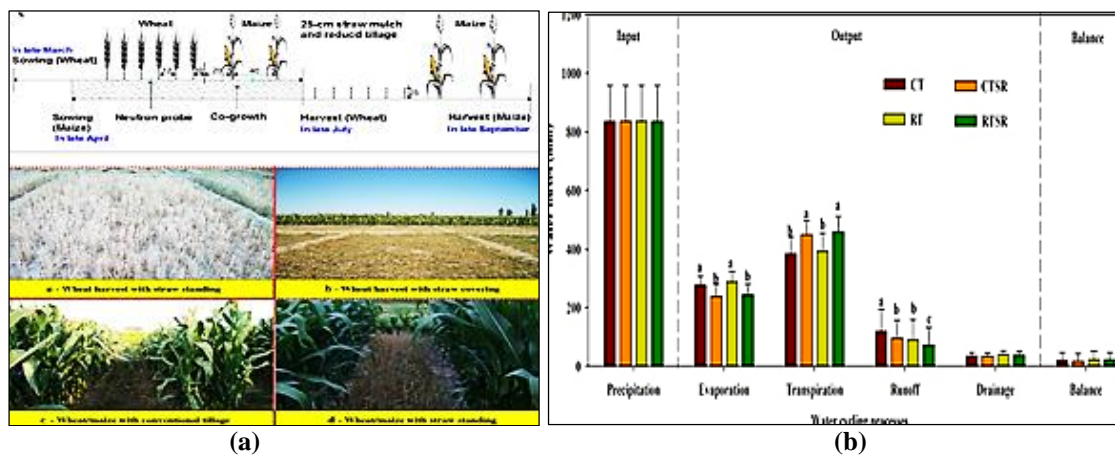 Wheat
Maize
25-cm straw mulch
and reducd tillage
Maize
In late March
Sowing (Wheat)
Sowing
(Maize)
In late April
Neutron probe
Co-growth
Harvest (Wheat)
In late July
Harvest (Maize)
In late September
a - Wheat harvest with straw standing
b - Wheat harvest with straw covering
c - Wheat/maize with conventional tillage
d - Wheat/maize with straw standing
(a)
b)
Input
Output
Balance
CT
CTSR
RT
RTSR
1000
800
600
400
200
0
a
b
a
b
b
a
b
a
a
b
b
c
Precipitation
Evaporation
Transpiration
Runoff
Drainage
Balance
Water cycling processes
(b)